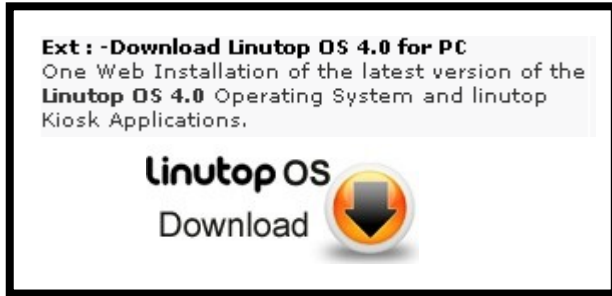 Ext : -Download Linutop OS 4.0 for PC
One Web Installation of the latest version of the
Linutop OS 4.0 Operating System and linutop
Kiosk Applications.
linutop OS
Download